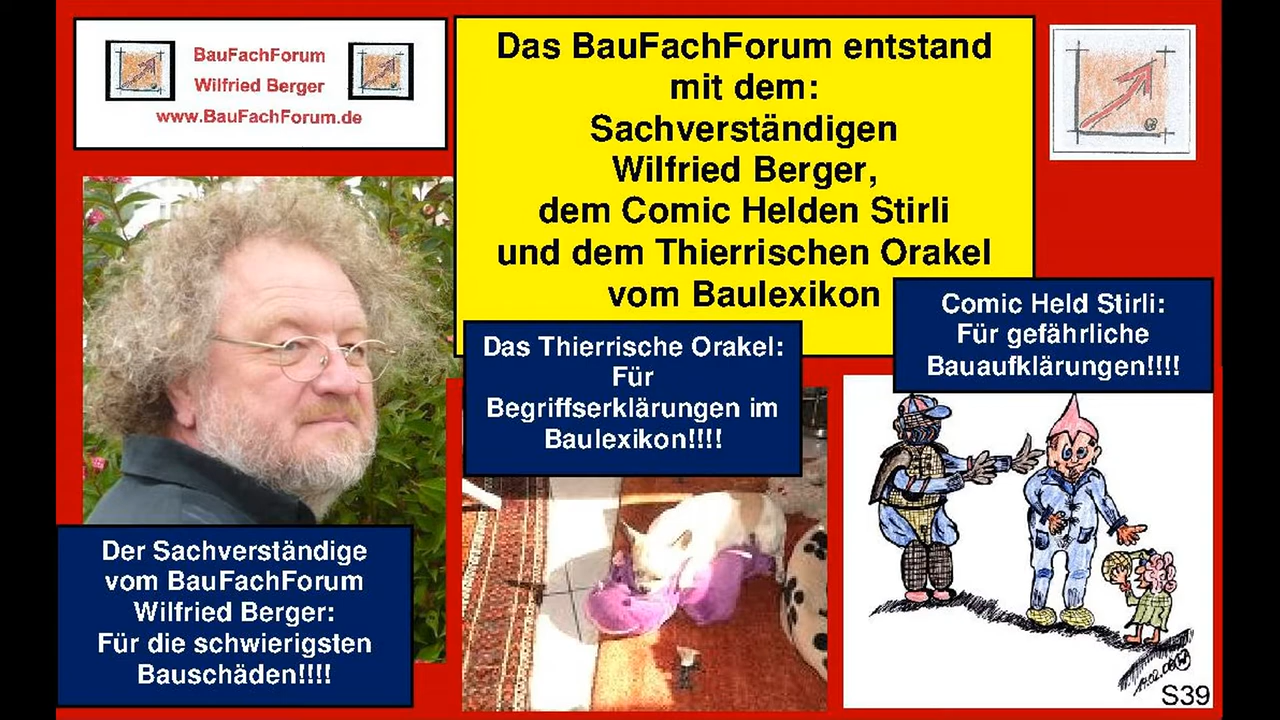 BauFachForum
Wilfried Berger
www.BauFachForum.de
Das BauFachForum entstand
mit dem:
Sachverständigen
Wilfried Berger,
dem Comic Helden Stirli
und dem Thierrischen Orakel
vom Baulexikon
Comic Held Stirli:
Für gefährliche
Bauaufklärungen!!!!
Das Thierrische Orakel:
Für
Begriffserklärungen im
Baulexikon!!!!
Der Sachverständige
vom BauFachForum
Wilfried Berger:
Für die schwierigsten
Bauschäden!!!!
S39